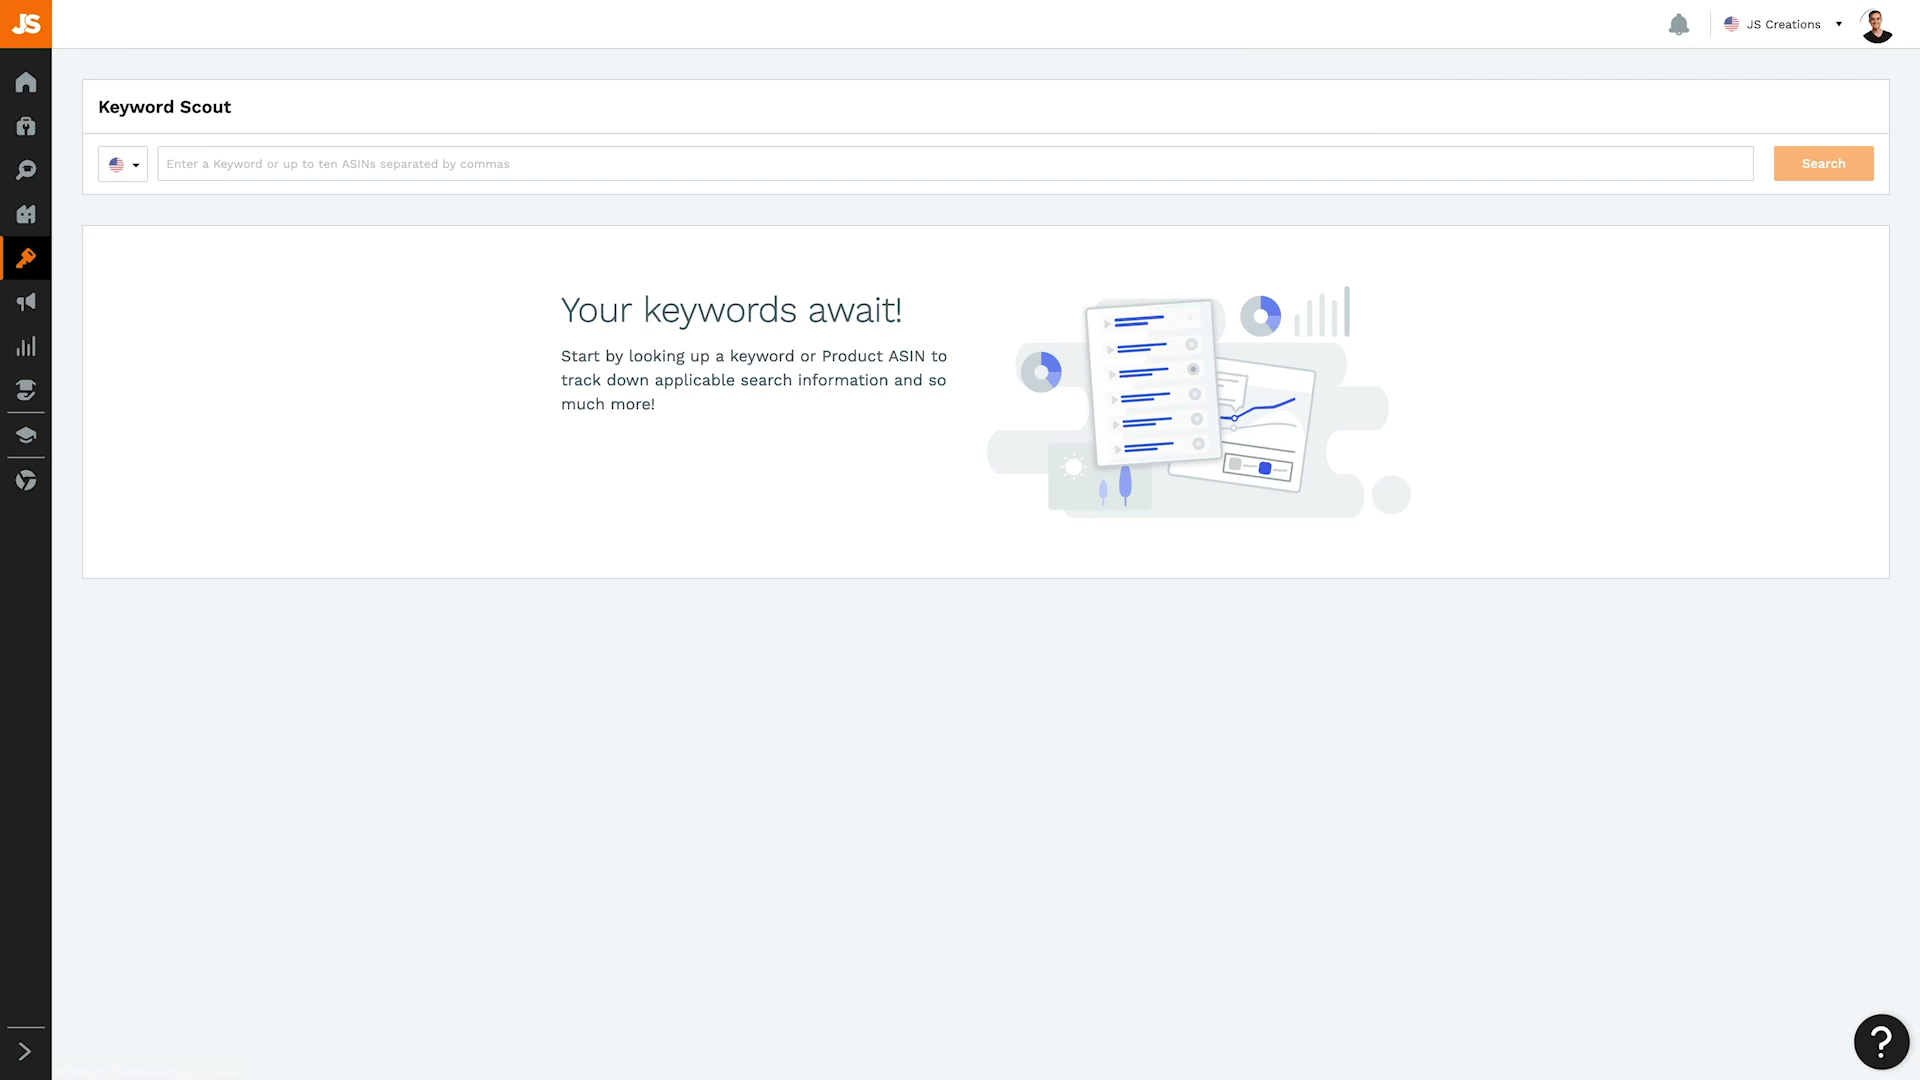 JS
JS Creations
Keyword Scout
Enter a Keyword or up to ten ASINs separated by commas
Search
Your keywords await!
Start by looking up a keyword or Product ASIN to
track down applicable search information and so
much more!
?